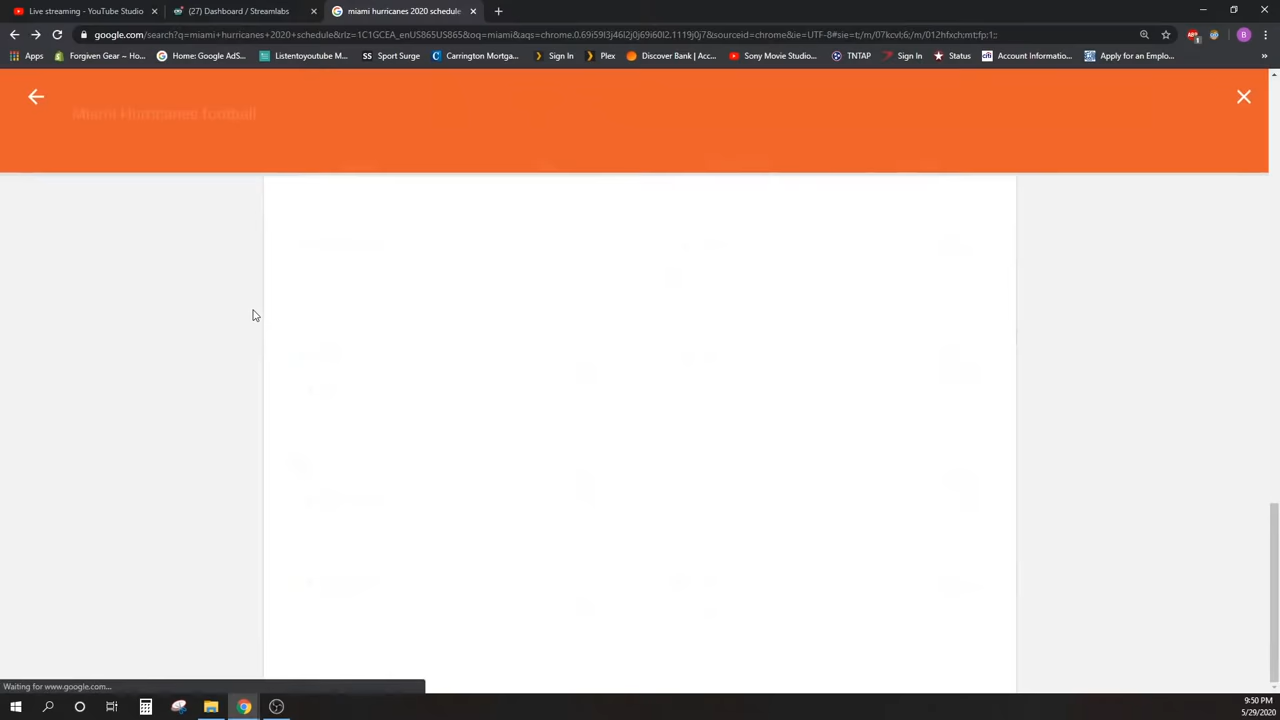 Live streaming - YouTube Studio
(27) Dashboard / Streamlabs
miami hurricanes 2020 schedule
google.com/search?q=miami+hurricanes+2020+schedule&rlz=1C1GCEA_enUS865US865&oq=miami&aqs=chrome.0.69i59l3j46l2j0j69i60l2.1119j0j7&sourceid=chrome&ie=UTF-8#sie=t;/m/07kcvl;6;/m/012hfxch;mt;fp;1;;
Apps
Forgiven Gear – Ho...
Home: Google AdS...
Listentoyoutube M...
SS Sport Surge
Carrington Mortga...
Sign In
Plex
Discover Bank | Acc...
Sony Movie Studio...
TNTAP
Sign In
Status
citi Account Informatio...
Apply for an Emplo...
»
Miami Hurricanes football
Waiting for www.google.com...
9:50 PM
5/29/2020